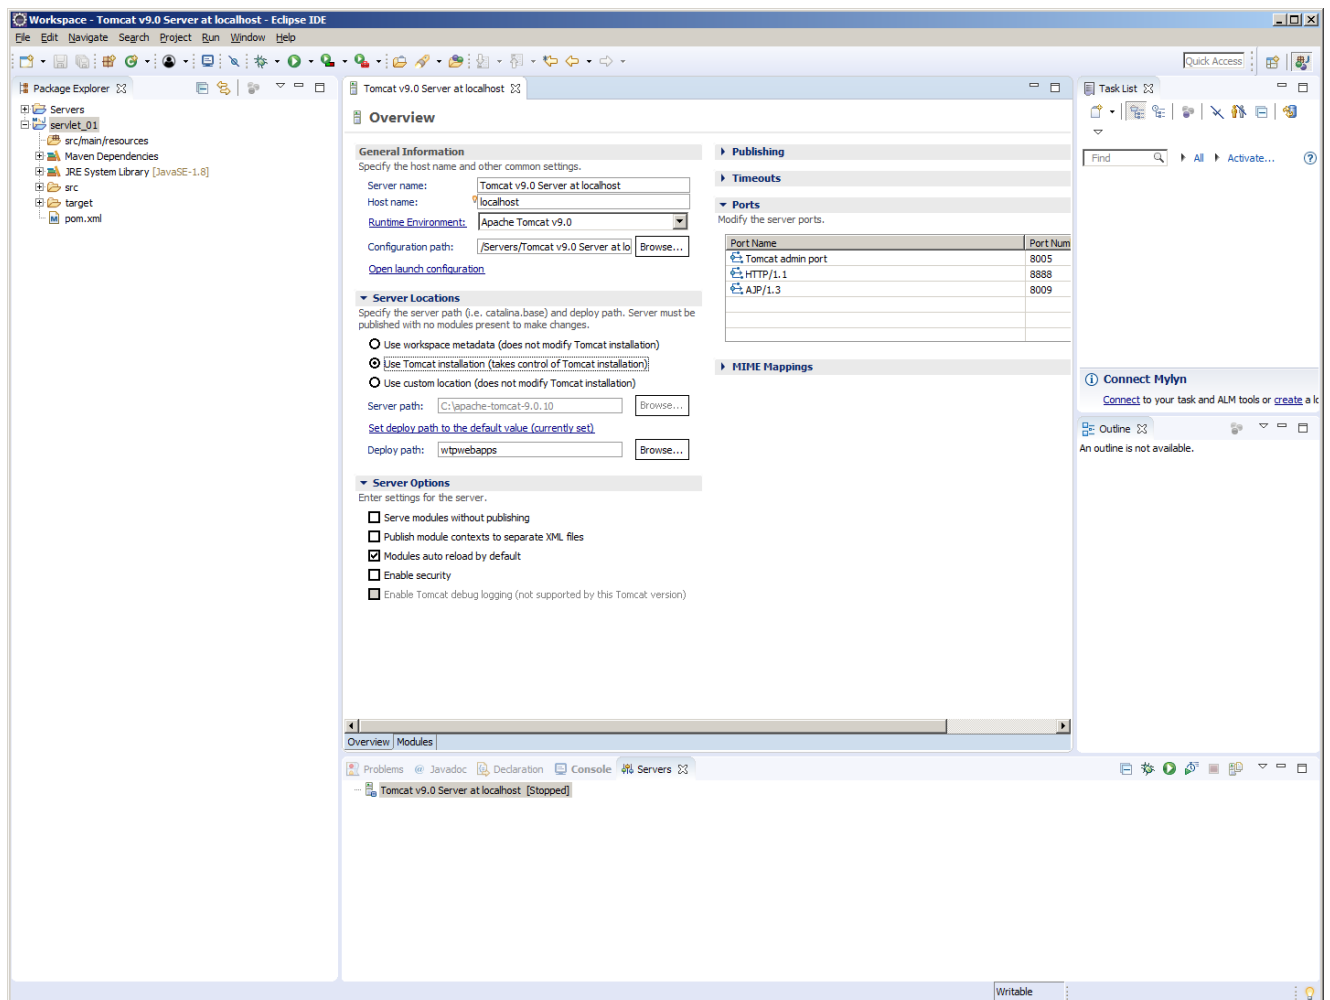 Workspace - Tomcat v9.0 Server at localhost - Eclipse IDE
File Edit Navigate Search Project Run Window Help
Quick Access
Package Explorer
Servers
servlet_01
src/main/resources
Maven Dependencies
JRE System Library [JavaSE-1.8]
src
target
pom.xml
Tomcat v9.0 Server at localhost
Overview
General Information
Specify the host name and other common settings.
Server name: Tomcat v9.0 Server at localhost
Host name: localhost
Runtime Environment: Apache Tomcat v9.0
Configuration path: /Servers/Tomcat v9.0 Server at lo Browse...
Open launch configuration
Server Locations
Specify the server path (i.e. catalina.base) and deploy path. Server must be
published with no modules present to make changes.
Use workspace metadata (does not modify Tomcat installation)
Use Tomcat installation (takes control of Tomcat installation)
Use custom location (does not modify Tomcat installation)
Server path: C:\apache-tomcat-9.0.10 Browse...
Set deploy path to the default value (currently set)
Deploy path: wtpwebapps Browse...
Server Options
Enter settings for the server.
Serve modules without publishing
Publish module contexts to separate XML files
Modules auto reload by default
Enable security
Enable Tomcat debug logging (not supported by this Tomcat version)
Publishing
Timeouts
Ports
Modify the server ports.
Port Name Port Num
Tomcat admin port 8005
HTTP/1.1 8888
AJP/1.3 8009
MIME Mappings
Overview Modules
Task List
Find All Activate...
Connect Mylyn
Connect to your task and ALM tools or create a lo
Outline
An outline is not available.
Problems Javadoc Declaration Console Servers
Tomcat v9.0 Server at localhost [Stopped]
Writable